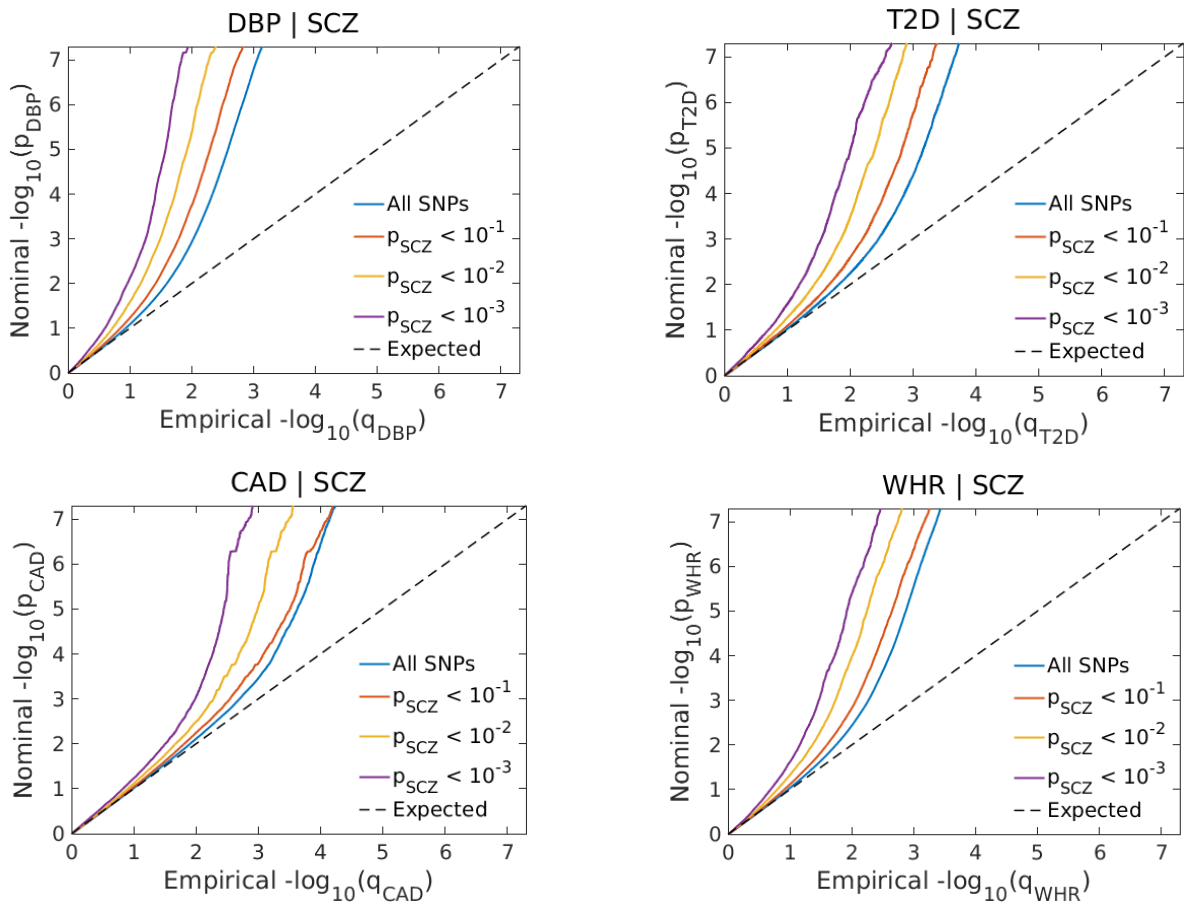 DBP | SCZ
Nominal -log10(pDBP)
7
6
5
4
3
2
1
0
All SNPs
pSCZ < 10-1
pSCZ < 10-2
pSCZ < 10-3
Expected
0 1 2 3 4 5 6 7
Empirical -log10(qDBP)
T2D | SCZ
Nominal -log10(pT2D)
7
6
5
4
3
2
1
0
All SNPs
pSCZ < 10-1
pSCZ < 10-2
pSCZ < 10-3
Expected
0 1 2 3 4 5 6 7
Empirical -log10(qT2D)
CAD | SCZ
Nominal -log10(pCAD)
7
6
5
4
3
2
1
0
All SNPs
pSCZ < 10-1
pSCZ < 10-2
pSCZ < 10-3
Expected
0 1 2 3 4 5 6 7
Empirical -log10(qCAD)
WHR | SCZ
Nominal -log10(pWHR)
7
6
5
4
3
2
1
0
All SNPs
pSCZ < 10-1
pSCZ < 10-2
pSCZ < 10-3
Expected
0 1 2 3 4 5 6 7
Empirical -log10(qWHR)